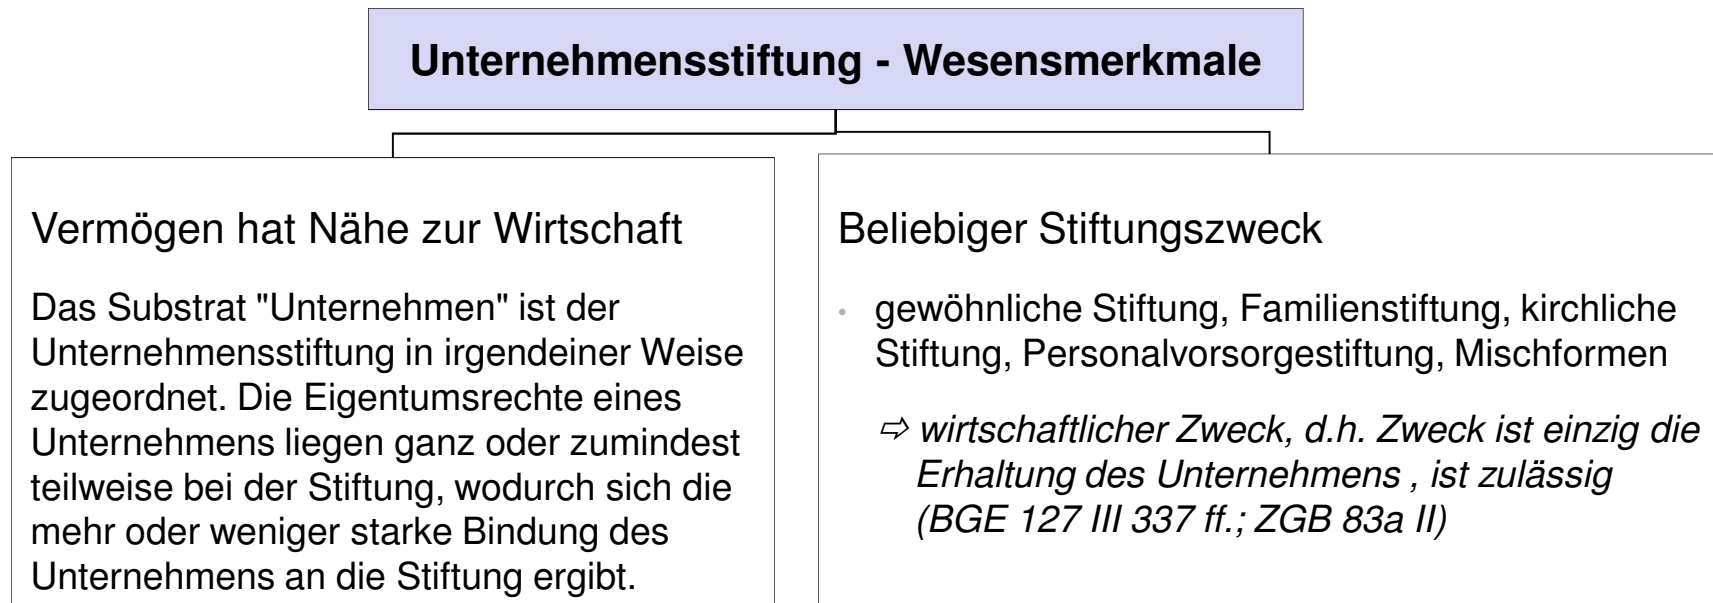 Unternehmensstiftung - Wesensmerkmale
Vermögen hat Nähe zur Wirtschaft
Das Substrat "Unternehmen" ist der
Unternehmensstiftung in irgendeiner Weise
zugeordnet. Die Eigentumsrechte eines
Unternehmens liegen ganz oder zumindest
teilweise bei der Stiftung, wodurch sich die
mehr oder weniger starke Bindung des
Unternehmens an die Stiftung ergibt.
Beliebiger Stiftungszweck
• gewöhnliche Stiftung, Familienstiftung, kirchliche
Stiftung, Personalvorsorgestiftung, Mischformen
⇨ wirtschaftlicher Zweck, d.h. Zweck ist einzig die
Erhaltung des Unternehmens , ist zulässig
(BGE 127 III 337 ff.; ZGB 83a II)